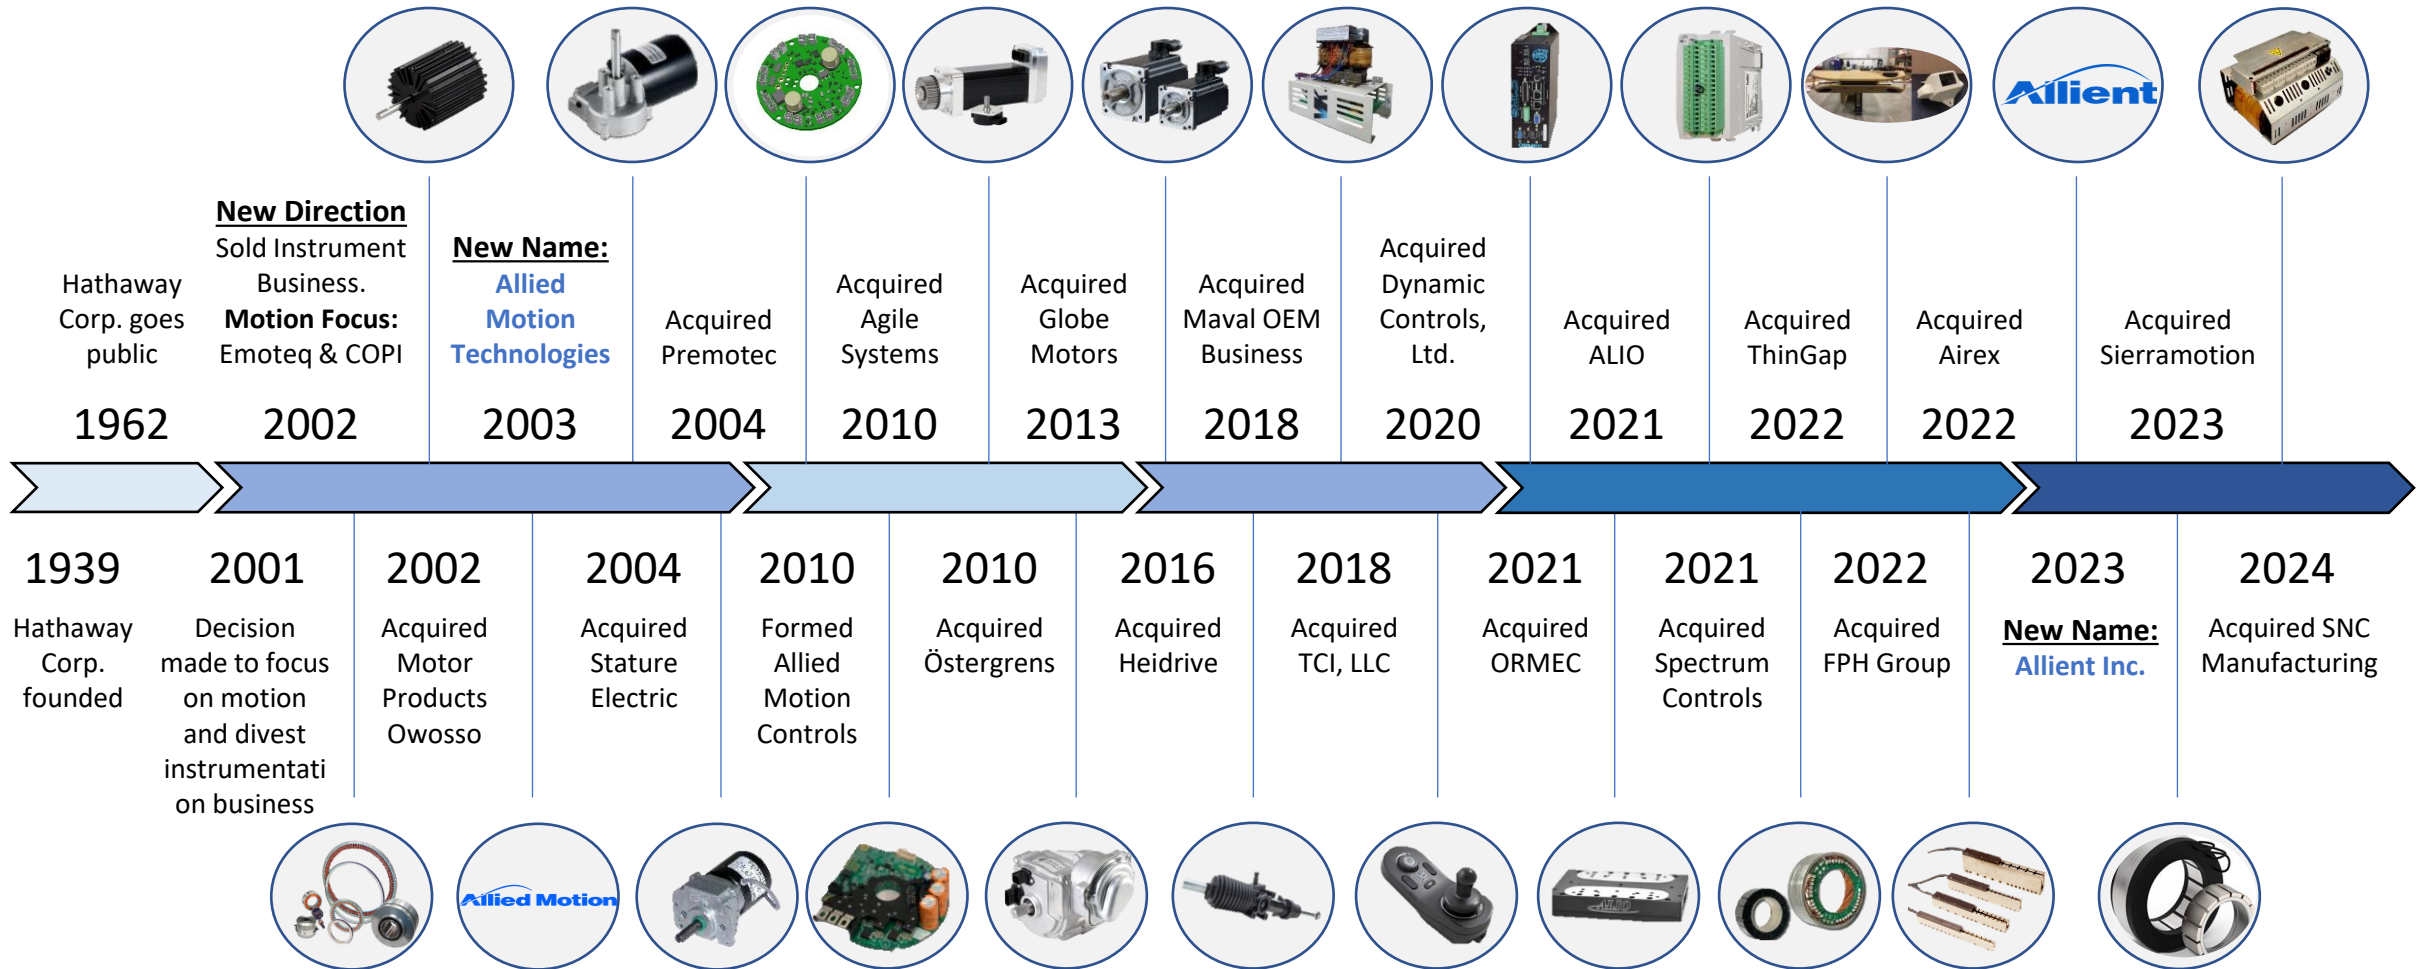 Allient
New Direction
Sold Instrument
Business.
Motion Focus:
Emoteq & COPI
New Name:
Allied
Motion
Technologies
Hathaway
Corp. goes
public
Acquired
Premotec
Acquired
Agile
Systems
Acquired
Globe
Motors
Acquired
Maval OEM
Business
Acquired
Dynamic
Controls,
Ltd.
Acquired
ALIO
Acquired
ThinGap
Acquired
Airex
Acquired
Sierramotion
1962
2002
2003
2004
2010
2013
2018
2020
2021
2022
2022
2023
1939
2001
2002
2004
2010
2010
2016
2018
2021
2021
2022
2023
2024
Hathaway
Corp.
founded
Decision
made to focus
on motion
and divest
instrumentati
on business
Acquired
Motor
Products
Owosso
Acquired
Stature
Electric
Formed
Allied
Motion
Controls
Acquired
Östergrens
Acquired
Heidrive
Acquired
TCI, LLC
Acquired
ORMEC
Acquired
Spectrum
Controls
Acquired
FPH Group
New Name:
Allient Inc.
Acquired SNC
Manufacturing
Allied Motion
ALIO